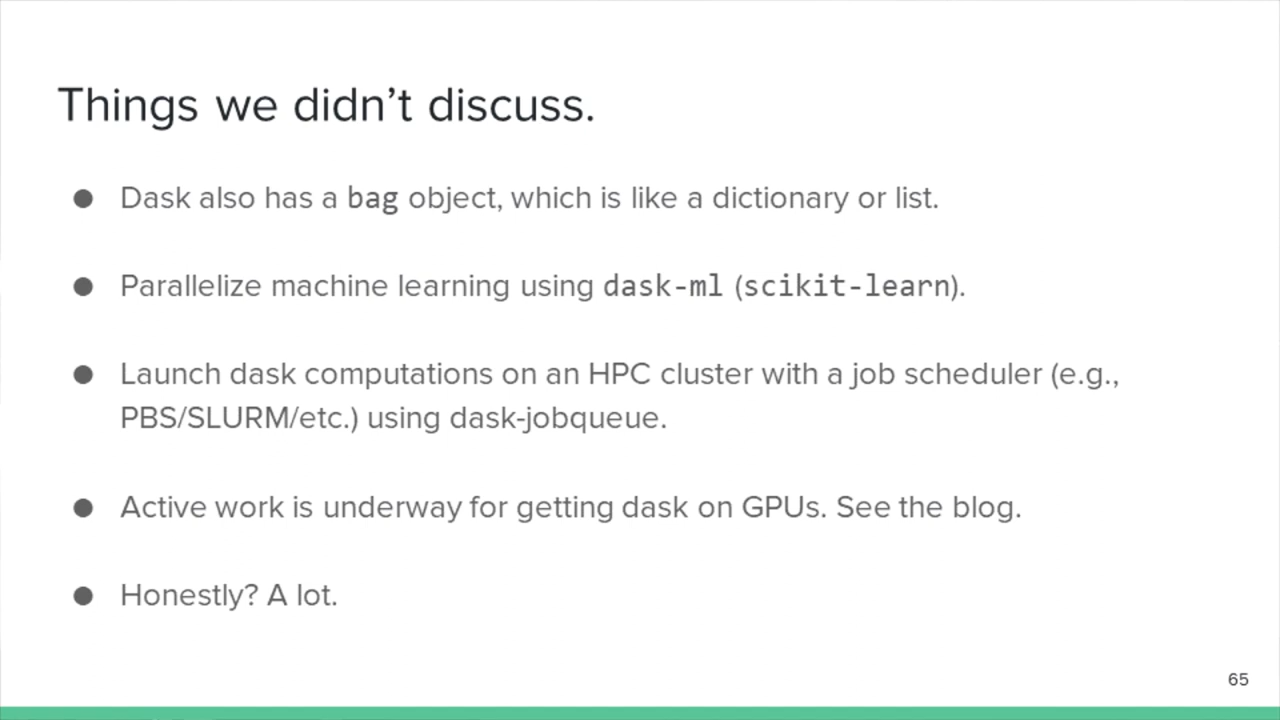 Things we didn’t discuss.
● Dask also has a bag object, which is like a dictionary or list.
● Parallelize machine learning using dask-ml (scikit-learn).
● Launch dask computations on an HPC cluster with a job scheduler (e.g.,
PBS/SLURM/etc.) using dask-jobqueue.
● Active work is underway for getting dask on GPUs. See the blog.
● Honestly? A lot.
65